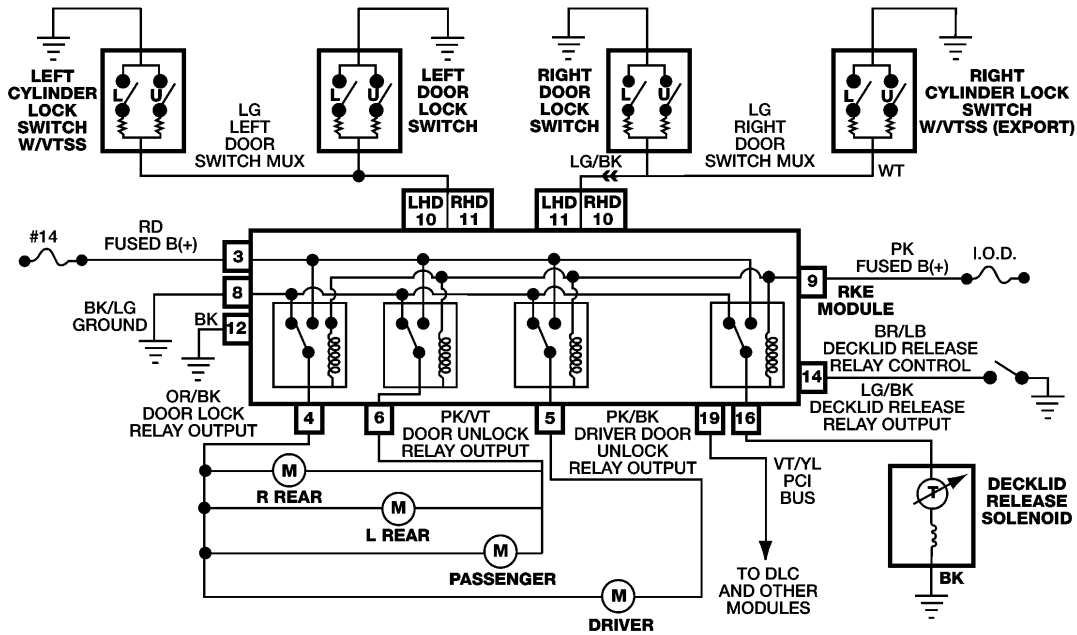 LEFT
CYLINDER
LOCK
SWITCH
W/VTSS
L U
LG
LEFT
DOOR
SWITCH MUX
L U
LEFT
DOOR
LOCK
SWITCH
RIGHT
DOOR
LOCK
SWITCH
L U
LG
RIGHT
DOOR
SWITCH MUX
L U
RIGHT
CYLINDER LOCK
SWITCH
W/VTSS (EXPORT)
LG/BK
WT
LHD
10
RHD
11
LHD
11
RHD
10
#14
RD
FUSED B(+)
3
8
12
BK/LG
GROUND
BK
9
RKE
MODULE
PK
FUSED B(+)
I.O.D.
BR/LB
DECKLID RELEASE
RELAY CONTROL
14
LG/BK
DECKLID RELEASE
RELAY OUTPUT
OR/BK
DOOR LOCK
RELAY OUTPUT
4
6
PK/VT
DOOR UNLOCK
RELAY OUTPUT
5
PK/BK
DRIVER DOOR
UNLOCK
RELAY OUTPUT
19
16
M
R REAR
M
L REAR
M
PASSENGER
M
DRIVER
VT/YL
PCI
BUS
TO DLC
AND OTHER
MODULES
T
DECKLID
RELEASE
SOLENOID
BK